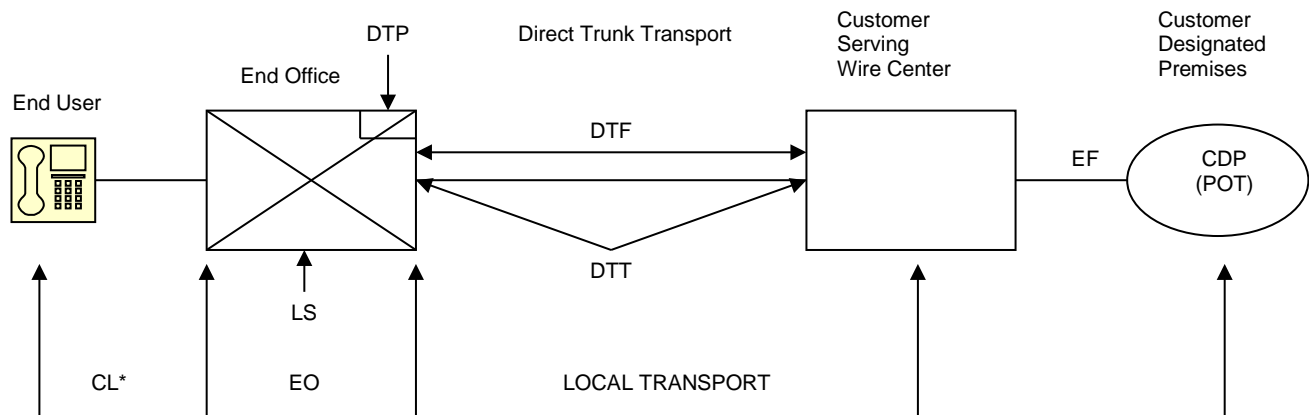 DTP
Direct Trunk Transport
Customer
Serving
Wire Center
Customer
Designated
Premises
End Office
End User
DTF
EF
CDP
(POT)
DTT
LS
CL*
EO
LOCAL TRANSPORT